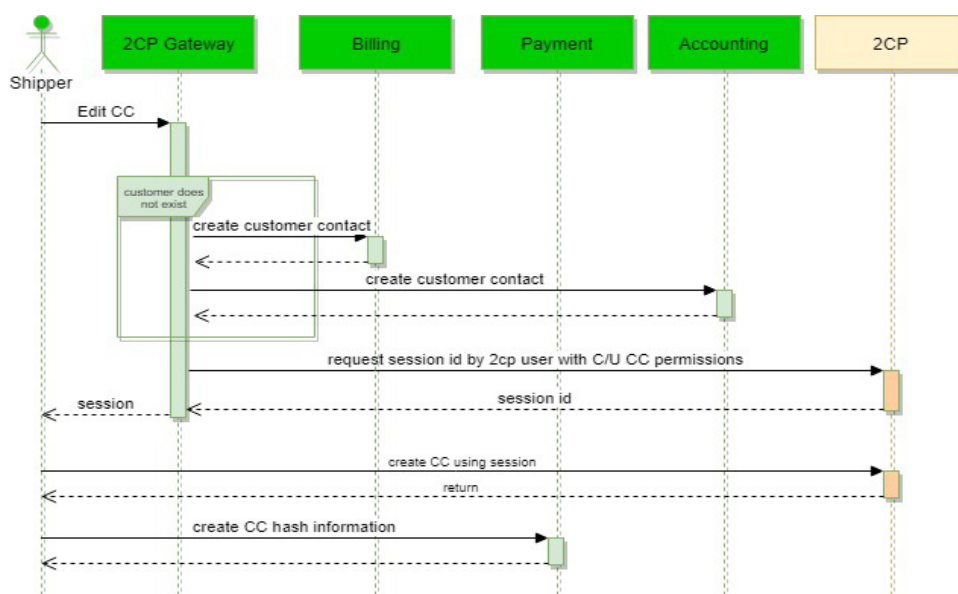 2CP Gateway
Billing
Payment
Accounting
2CP
Shipper
Edit CC
customer does
not exist
create customer contact
create customer contact
request session id by 2cp user with C/U CC permissions
session id
session
create CC using session
return
create CC hash information